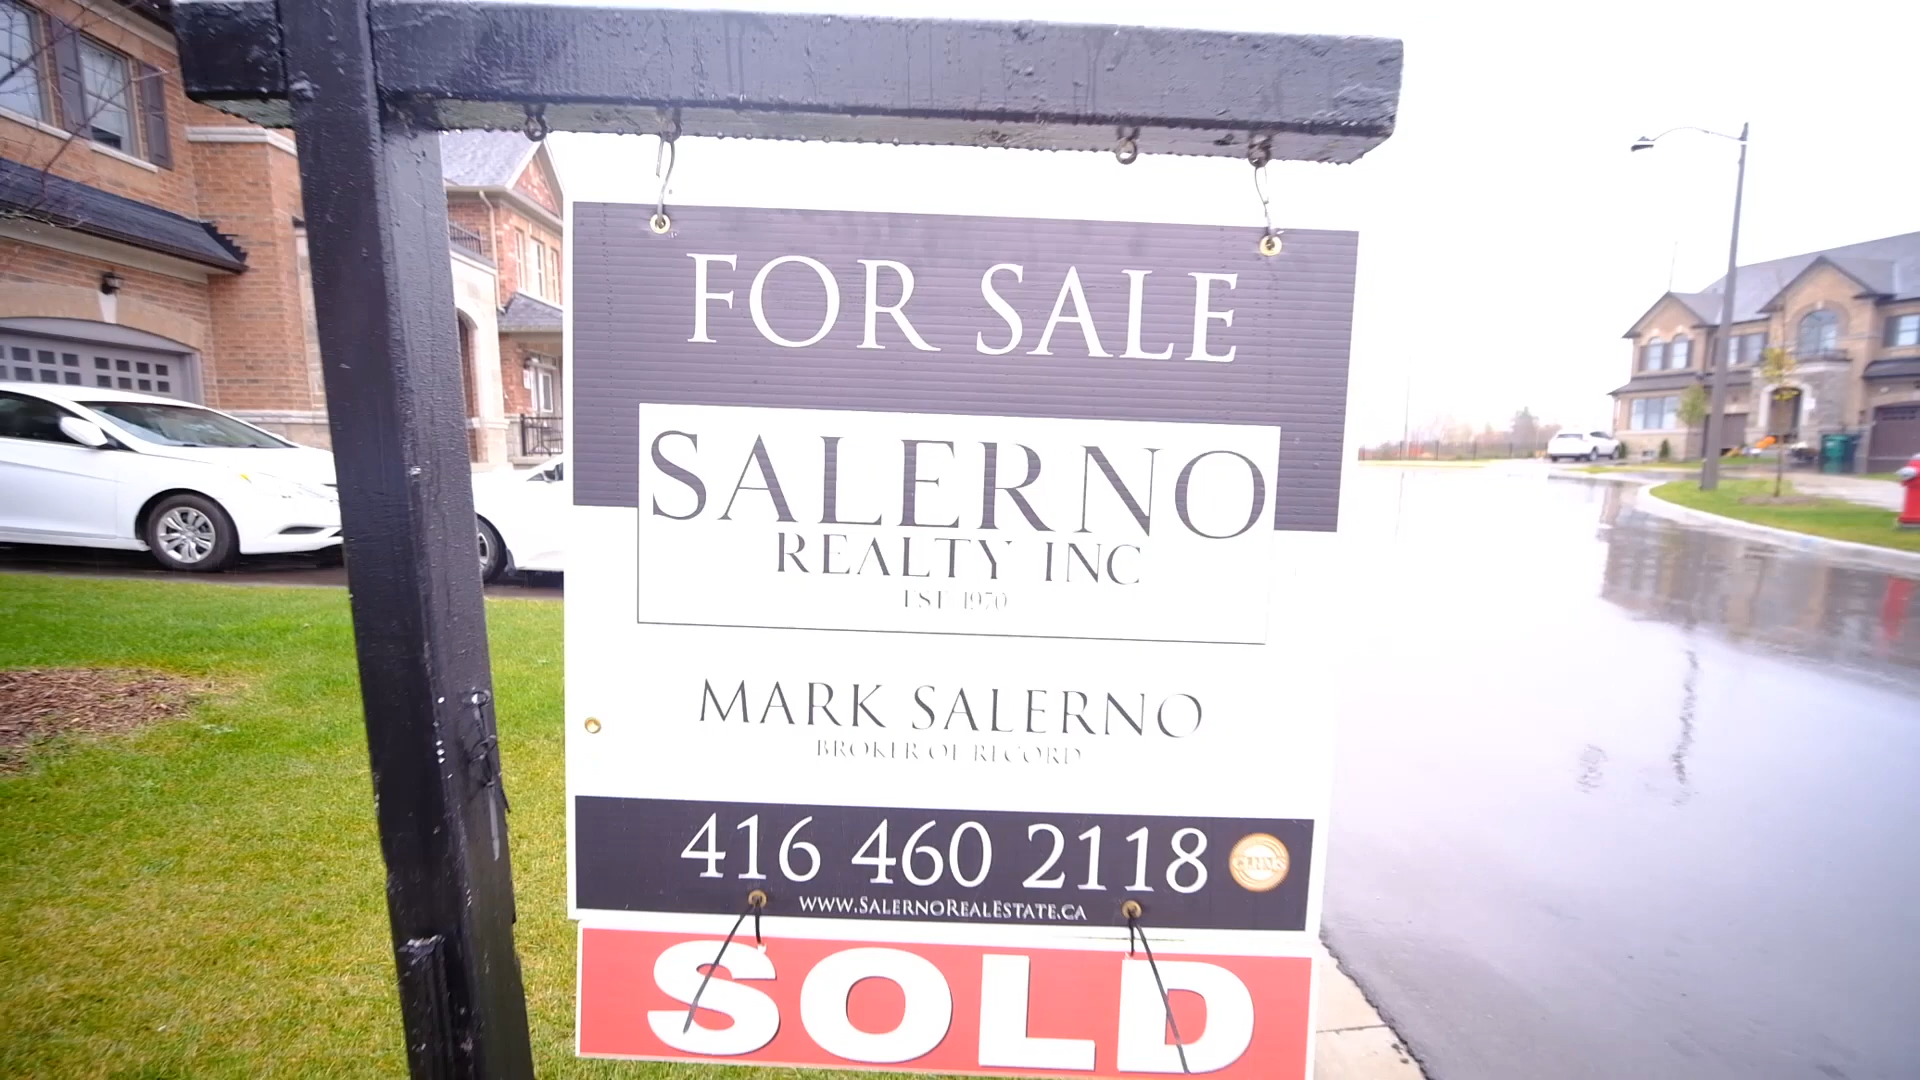 FOR SALE
SALERNO
REALTY INC
EST 1970
MARK SALERNO
BROKER OF RECORD
416 460 2118
WWW.SALERNOREALESTATE.CA
SOLD